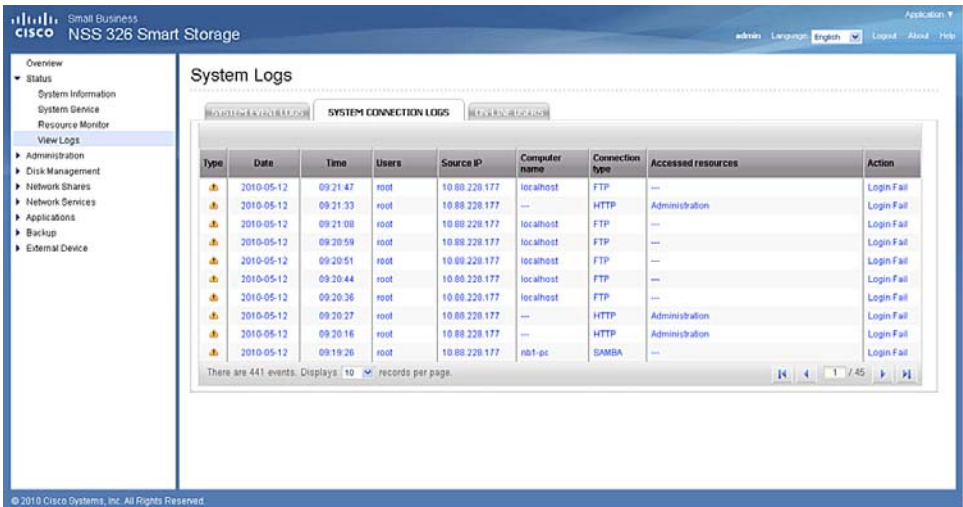 Small Business
CISCO NSS 326 Smart Storage
Application
admin Language: English Logout About Help
Overview
Status
System Information
System Service
Resource Monitor
View Logs
Administration
Disk Management
Network Shares
Network Services
Applications
Backup
External Device
System Logs
SYSTEM EVENT LOGS SYSTEM CONNECTION LOGS ON-LINE USERS
Type Date Time Users Source IP Computer name Connection type Accessed resources Action
2010-05-12 09:21:47 root 10.88.228.177 localhost FTP --- Login Fail
2010-05-12 09:21:33 root 10.88.228.177 --- HTTP Administration Login Fail
2010-05-12 09:21:08 root 10.88.228.177 localhost FTP --- Login Fail
2010-05-12 09:20:59 root 10.88.228.177 localhost FTP --- Login Fail
2010-05-12 09:20:51 root 10.88.228.177 localhost FTP --- Login Fail
2010-05-12 09:20:44 root 10.88.228.177 localhost FTP --- Login Fail
2010-05-12 09:20:36 root 10.88.228.177 localhost FTP --- Login Fail
2010-05-12 09:20:27 root 10.88.228.177 --- HTTP Administration Login Fail
2010-05-12 09:20:16 root 10.88.228.177 --- HTTP Administration Login Fail
2010-05-12 09:19:26 root 10.88.228.177 nb1-pc SAMBA --- Login Fail
There are 441 events. Displays 10 records per page. 1 / 45
© 2010 Cisco Systems, Inc. All Rights Reserved.